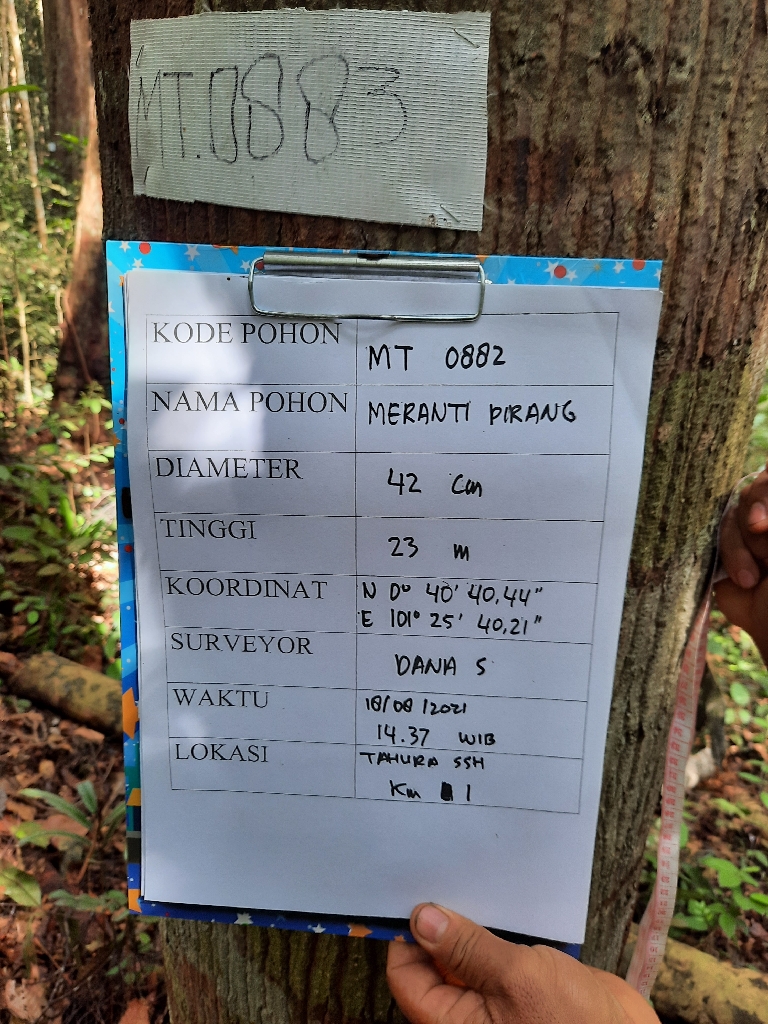 MT.0883
KODE POHON MT 0882
NAMA POHON MERANTI PIRANG
DIAMETER 42 cm
TINGGI 23 m
KOORDINAT N 0° 40' 40,44"
E 101° 25' 40,21"
SURVEYOR DANA S
WAKTU 18/08/2021
14.37 WIB
LOKASI TAHURA SSH
Km 1